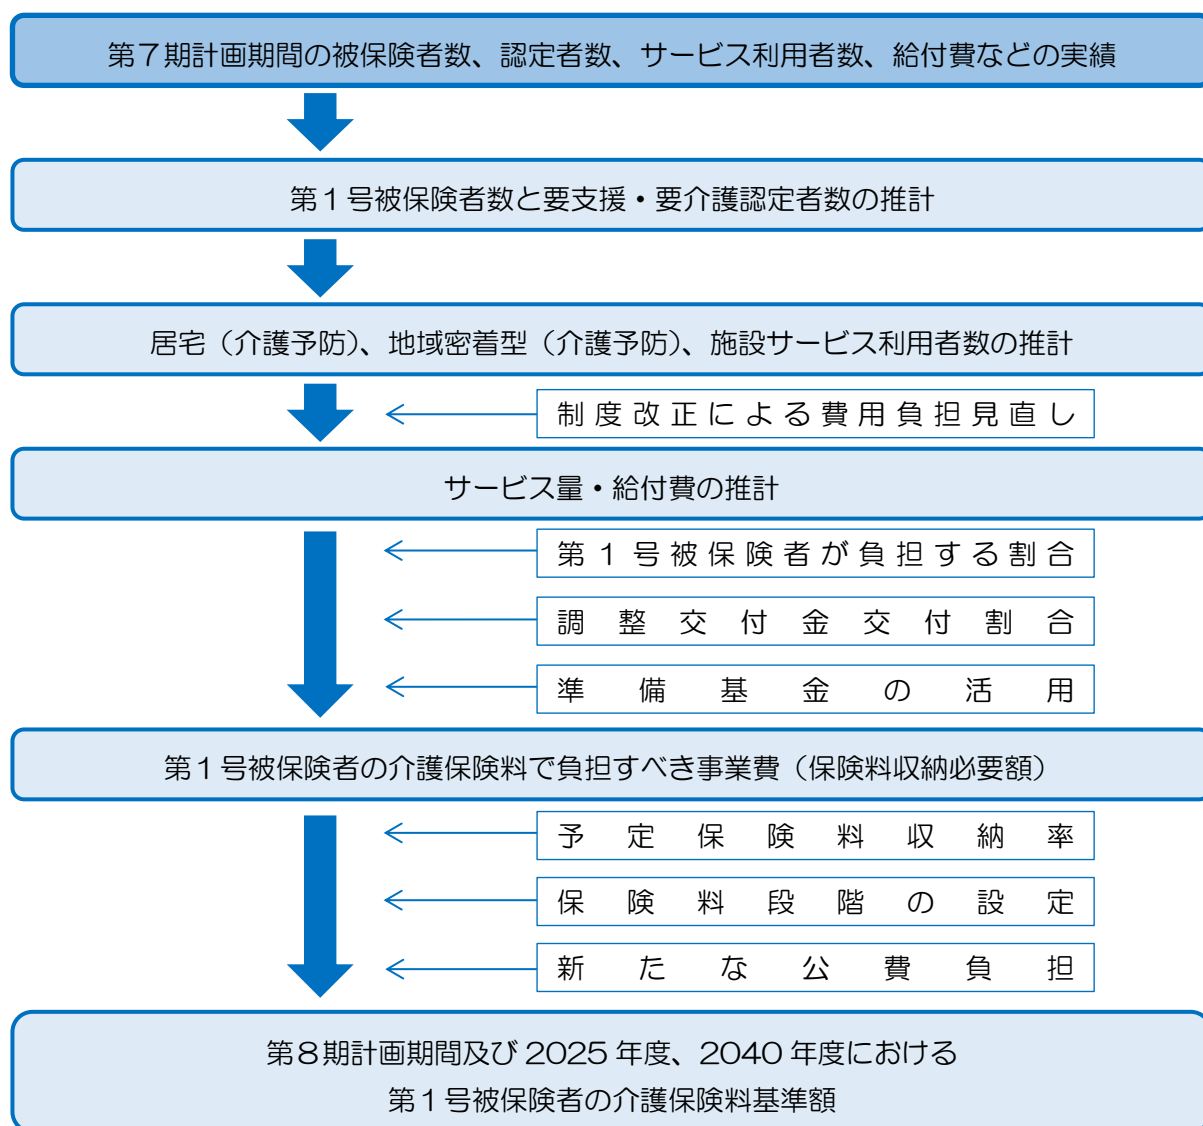 第７期計画期間の被保険者数、認定者数、サービス利用者数、給付費などの実績
第１号被保険者数と要支援・要介護認定者数の推計
居宅（介護予防）、地域密着型（介護予防）、施設サービス利用者数の推計
制度改正による費用負担見直し
サービス量・給付費の推計
第１号被保険者が負担する割合
調整交付金交付割合
準備基金の活用
第１号被保険者の介護保険料で負担すべき事業費（保険料収納必要額）
予定保険料収納率
保険料段階の設定
新たな公費負担
第８期計画期間及び 2025 年度、2040 年度における
第１号被保険者の介護保険料基準額